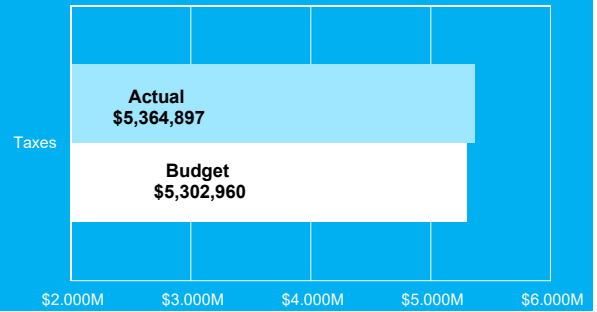 Actual
$5,364,897
Taxes
Budget
$5,302,960
$2.000M $3.000M $4.000M $5.000M $6.000M